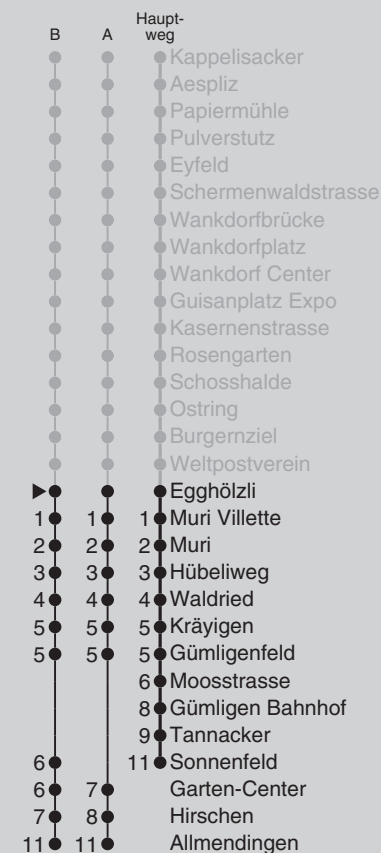 Haupt-
B A weg
Kappelisacker
Aespliz
Papiermühle
Pulverstutz
Eyfeld
Schermenwaldstrasse
Wankdorfbrücke
Wankdorfplatz
Wankdorf Center
Guisanplatz Expo
Kasernenstrasse
Rosengarten
Schosshalde
Ostring
Burgernziel
Weltpostverein
Egghölzli
1 1 1 Muri Villette
2 2 2 Muri
3 3 3 Hübeliweg
4 4 4 Waldried
5 5 5 Kräyigen
5 5 5 Gümligenfeld
6 Moosstrasse
8 Gümligen Bahnhof
9 Tannacker
6 11 Sonnenfeld
6 7 Garten-Center
7 8 Hirschen
11 11 Allmendingen